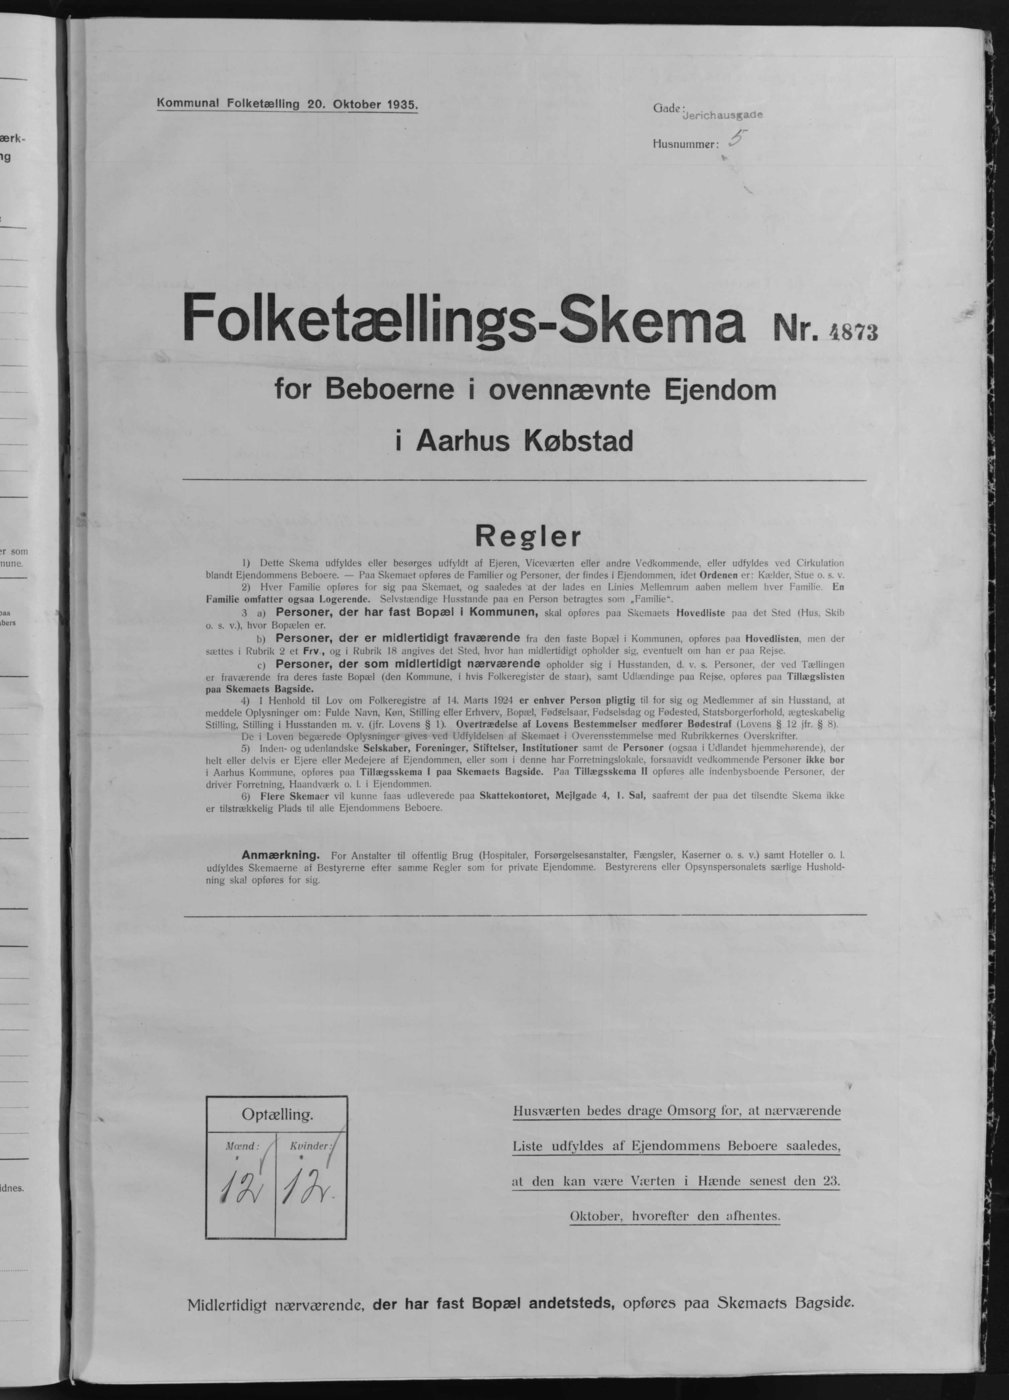 Kommunal Folketælling 20. Oktober 1935.
Gade: Jerichausgade
Husnummer: 5
Folketællings-Skema Nr. 4873
for Beboerne i ovennævnte Ejendom
i Aarhus Købstad
Regler
1) Dette Skema udfyldes eller besørges udfyldt af Ejeren, Viceværten eller andre Vedkommende, eller udfyldes ved Cirkulation
blandt Ejendommens Beboere. — Paa Skemaet opføres de Familier og Personer, der findes i Ejendommen, idet Ordenen er: Kælder, Stue o. s. v.
2) Hver Familie opføres for sig paa Skemaet, og saaledes at der lades en Linies Mellemrum aaben mellem hver Familie. En
Familie omfatter ogsaa Logerende. Selvstændige Husstande paa en Person betragtes som „Familie“.
3 a) Personer, der har fast Bopæl i Kommunen, skal opføres paa Skemaets Hovedliste paa det Sted (Hus, Skib
o. s. v.), hvor Bopælen er.
b) Personer, der er midlertidigt fraværende fra den faste Bopæl i Kommunen, opføres paa Hovedlisten, men der
sættes i Rubrik 2 et Frv., og i Rubrik 18 angives det Sted, hvor han midlertidigt opholder sig, eventuelt om han er paa Rejse.
c) Personer, der som midlertidigt nærværende opholder sig i Husstanden, d. v. s. Personer, der ved Tællingen
er fraværende fra deres faste Bopæl (den Kommune, i hvis Folkeregister de staar), samt Udlændinge paa Rejse, opføres paa Tillægslisten
paa Skemaets Bagside.
4) I Henhold til Lov om Folkeregistre af 14. Marts 1924 er enhver Person pligtig til for sig og Medlemmer af sin Husstand, at
meddele Oplysninger om: Fulde Navn, Køn, Stilling eller Erhverv, Bopæl, Fødselsaar, Fødselsdag og Fødested, Statsborgerforhold, ægteskabelig
Stilling, Stilling i Husstanden m. v. (jfr. Lovens § 1). Overtrædelse af Lovens Bestemmelser medfører Bødestraf (Lovens § 12 jfr. § 8).
De i Loven begærede Oplysninger gives ved Udfyldelsen af Skemaet i Overensstemmelse med Rubrikkernes Overskrifter.
5) Inden- og udenlandske Selskaber, Foreninger, Stiftelser, Institutioner samt de Personer (ogsaa i Udlandet hjemmehørende), der
helt eller delvis er Ejere eller Medejere af Ejendommen, eller som i denne har Forretningslokale, forsaavidt vedkommende Personer ikke bor
i Aarhus Kommune, opføres paa Tillægsskema I paa Skemaets Bagside. Paa Tillægsskema II opføres alle indenbysboende Personer, der
driver Forretning, Haandværk o. l. i Ejendommen.
6) Flere Skemaer vil kunne faas udleverede paa Skattekontoret, Mejlgade 4, 1. Sal, saafremt der paa det tilsendte Skema ikke
er tilstrækkelig Plads til alle Ejendommens Beboere.
Anmærkning. For Anstalter til offentlig Brug (Hospitaler, Forsørgelsesanstalter, Fængsler, Kaserner o. s. v.) samt Hoteller o. l.
udfyldes Skemaerne af Bestyrerne efter samme Regler som for private Ejendomme. Bestyrerens eller Opsynspersonalets særlige Hushold-
ning skal opføres for sig.
Optælling.
Mænd: Kvinder:
12 12
Husværten bedes drage Omsorg for, at nærværende
Liste udfyldes af Ejendommens Beboere saaledes,
at den kan være Værten i Hænde senest den 23.
Oktober, hvorefter den afhentes.
Midlertidigt nærværende, der har fast Bopæl andetsteds, opføres paa Skemaets Bagside.